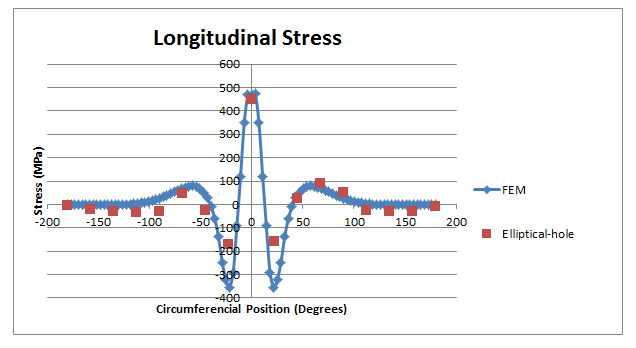 Longitudinal Stress
600
500
400
300
200
100
0
-100
-200
-300
-400
-200 -150 -100 -50 0 50 100 150 200
Stress (MPa)
Circumferencial Position (Degrees)
FEM
Elliptical-hole